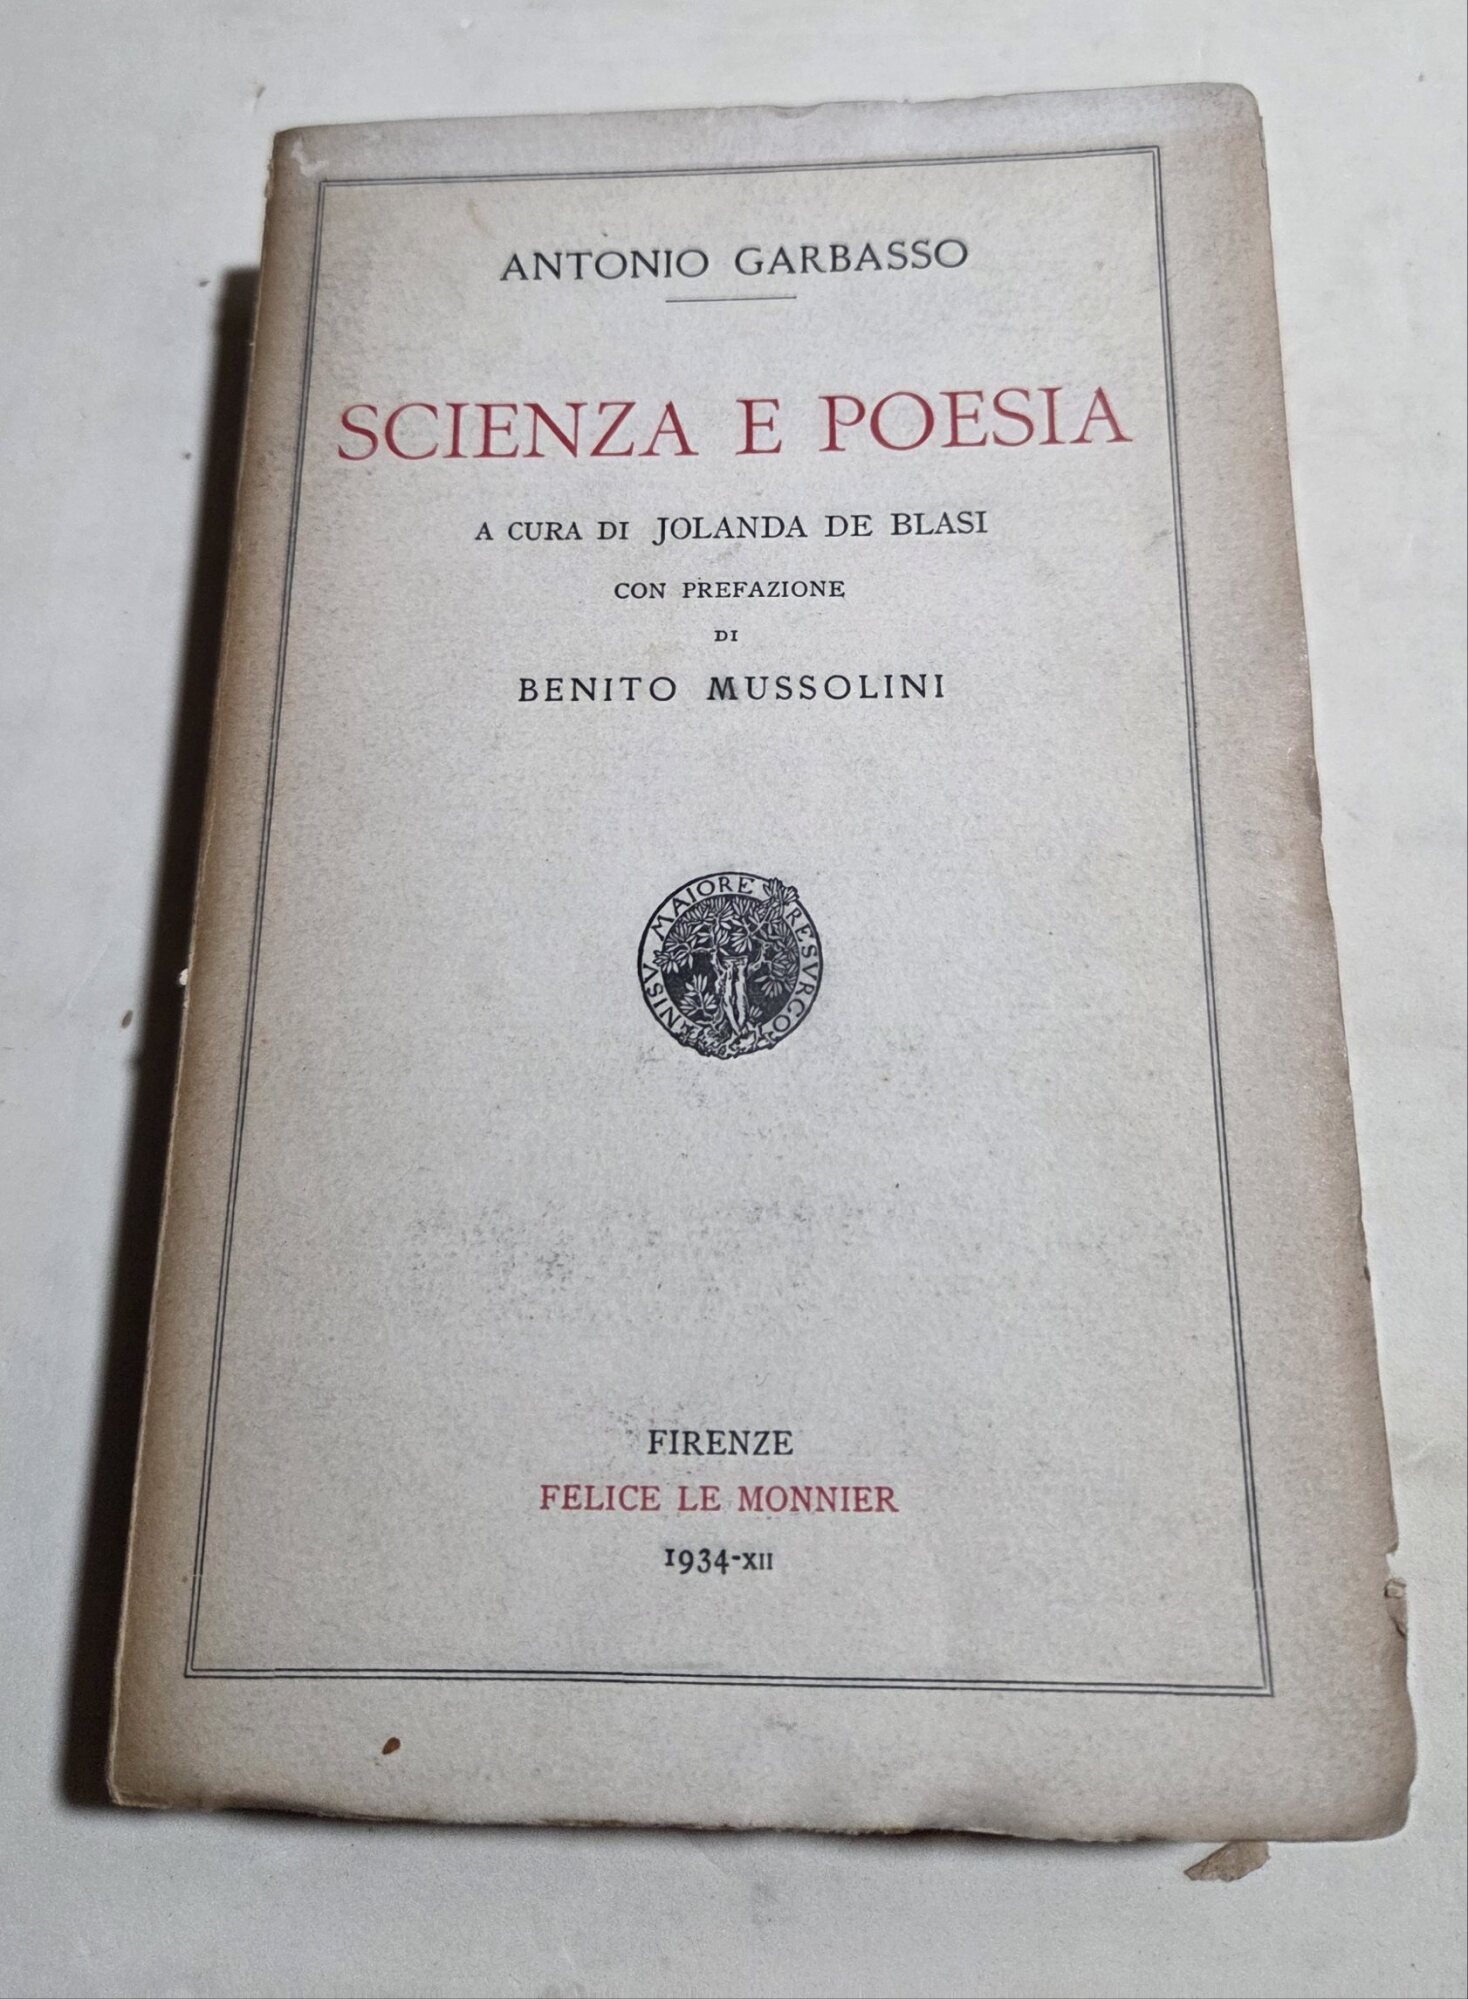 ANTONIO GARBASSO
SCIENZA E POESIA
A CURA DI JOLANDA DE BLASI
CON PREFAZIONE
DI
BENITO MUSSOLINI
NISV MAIORE RESVRGO
FIRENZE
FELICE LE MONNIER
1934-XII